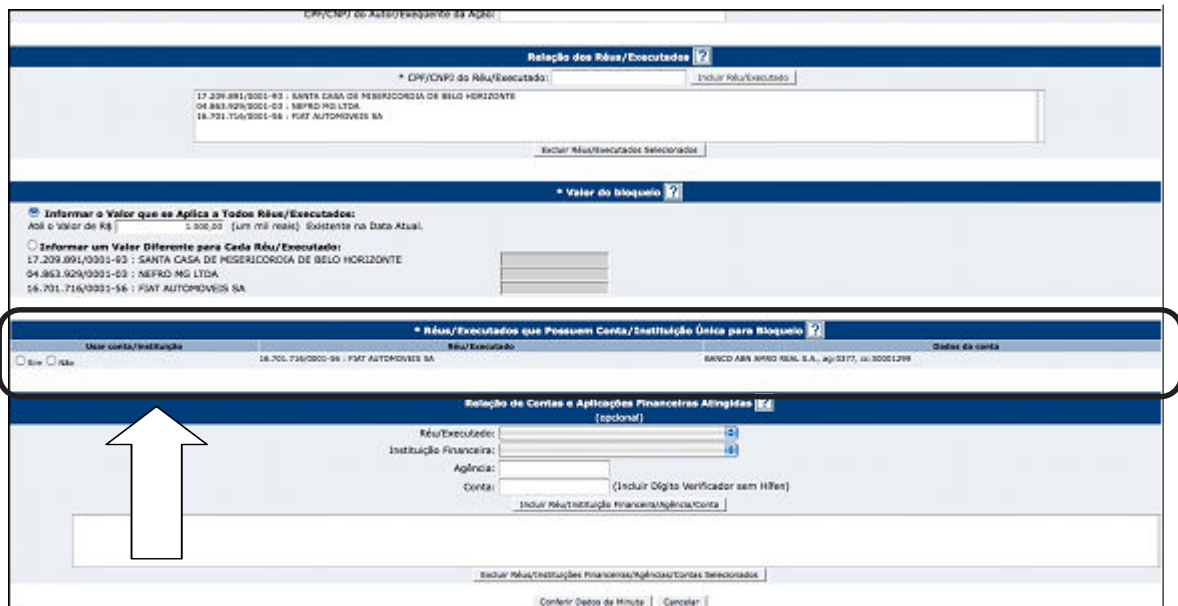 CPF/CNPJ do Autor/Exequente da Ação:
Relação dos Réus/Executados ?
* CPF/CNPJ do Réu/Executado: Incluir Réu/Executado
17.209.891/0001-93 : SANTA CASA DE MISERICORDIA DE BELO HORIZONTE
04.863.929/0001-03 : NEFRO MG LTDA
16.701.716/0001-56 : FIAT AUTOMOVEIS SA
Excluir Réus/Executados Selecionados
* Valor do bloqueio ?
Informar o Valor que se Aplica a Todos Réus/Executados:
Até o Valor de R$ 1.000,00 (um mil reais) Existente na Data Atual.
Informar um Valor Diferente para Cada Réu/Executado:
17.209.891/0001-93 : SANTA CASA DE MISERICORDIA DE BELO HORIZONTE
04.863.929/0001-03 : NEFRO MG LTDA
16.701.716/0001-56 : FIAT AUTOMOVEIS SA
* Réus/Executados que Possuem Conta/Instituição Única para Bloqueio ?
Usar conta/instituição Réu/Executado Dados da conta
Sim Não 16.701.716/0001-56 : FIAT AUTOMOVEIS SA BANCO ABN AMRO REAL S.A., ag:0377, cc:30001299
Relação de Contas e Aplicações Financeiras Atingidas ?
(opcional)
Réu/Executado:
Instituição Financeira:
Agência:
Conta: (Incluir Dígito Verificador sem Hífen)
Incluir Réu/Instituição Financeira/Agência/Conta
Excluir Réus/Instituições Financeiras/Agências/Contas Selecionados
Conferir Dados da Minuta Cancelar